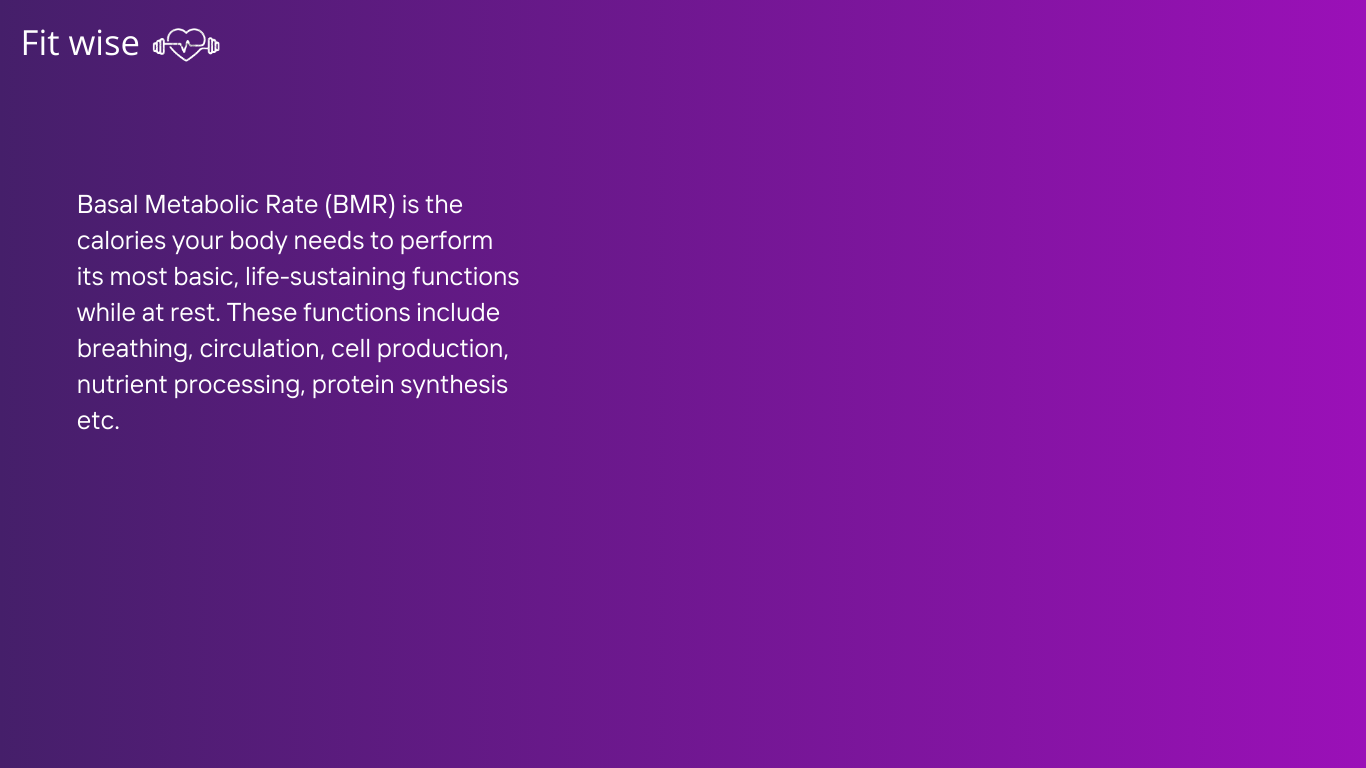 Fit wise
Basal Metabolic Rate (BMR) is the
calories your body needs to perform
its most basic, life-sustaining functions
while at rest. These functions include
breathing, circulation, cell production,
nutrient processing, protein synthesis
etc.